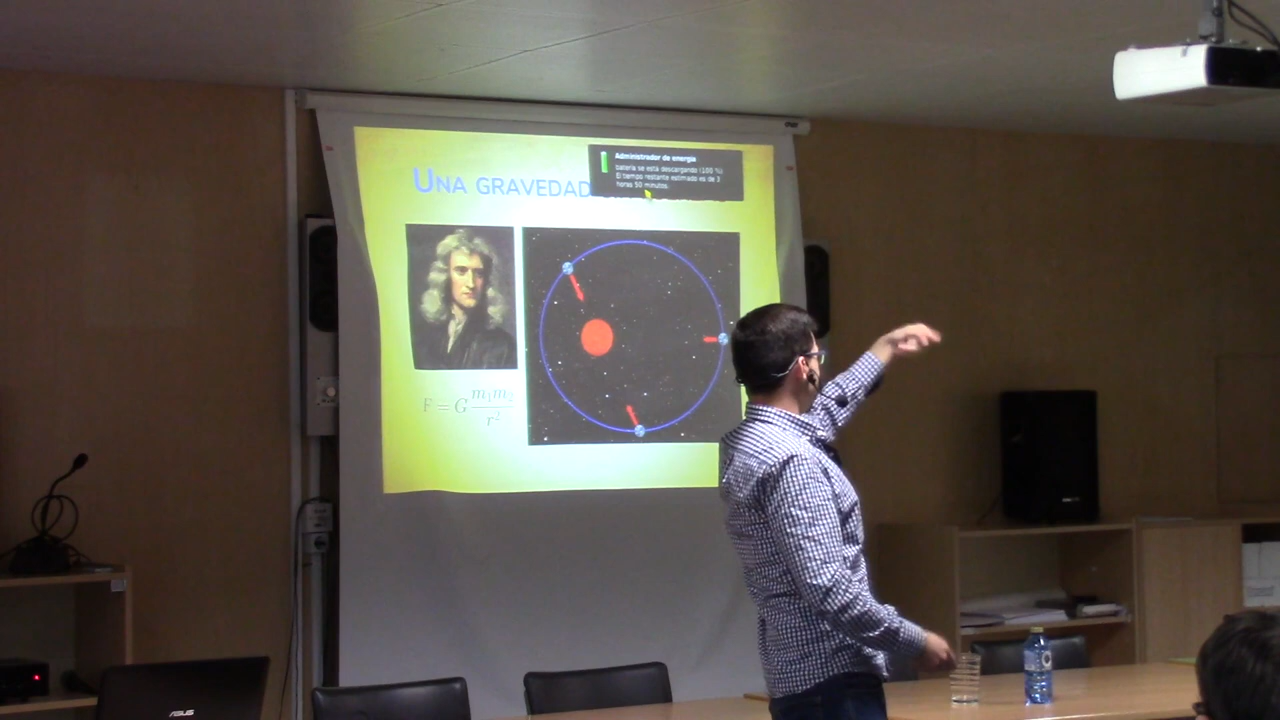 UNA GRAVEDAD
Administrador de energía
batería se está descargando (100 %)
El tiempo restante estimado es de 3
horas 50 minutos.
F = G m₁m₂
r²
ASUS